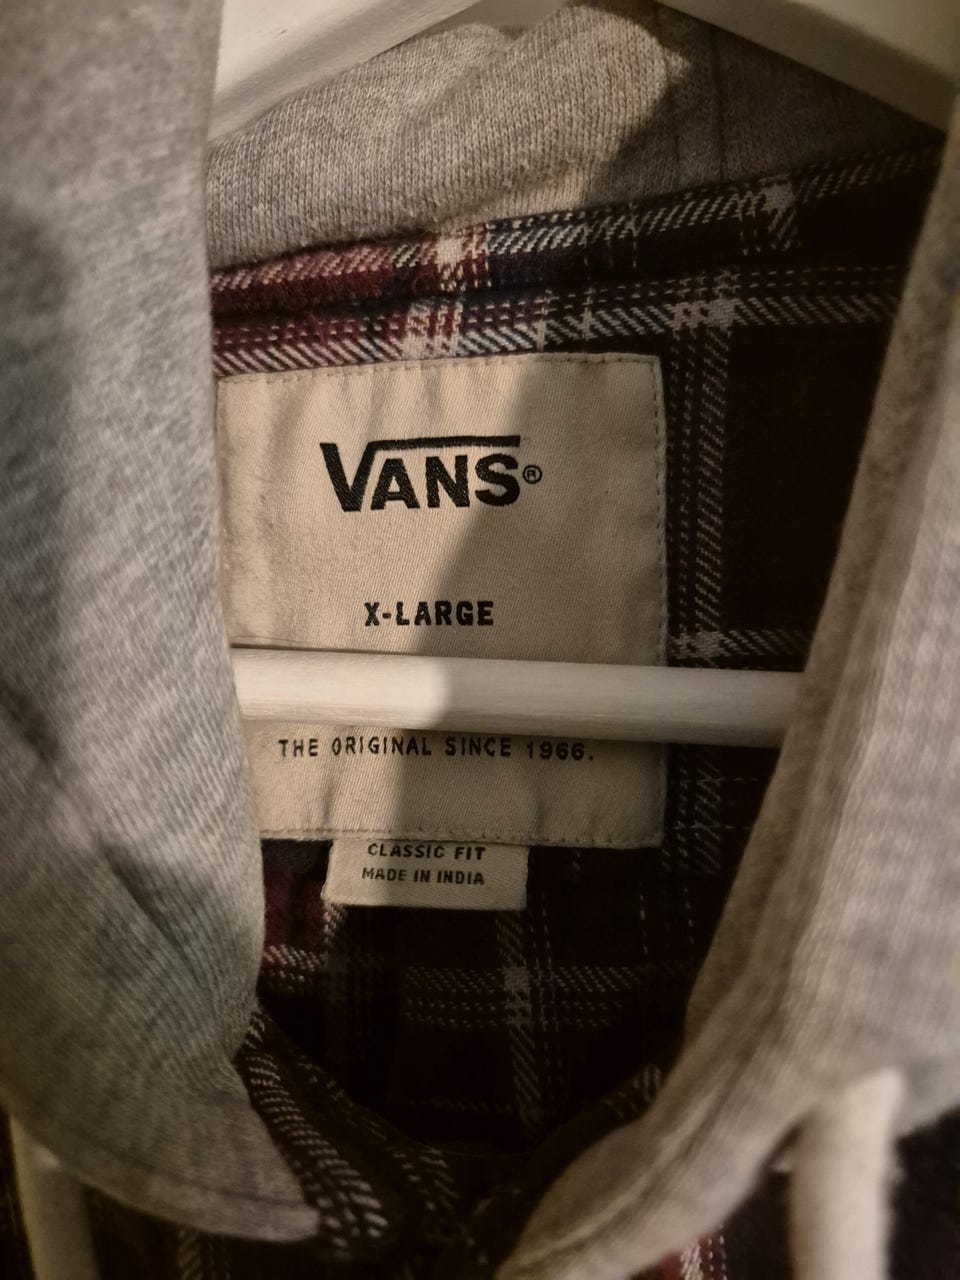 VANS®
X-LARGE
THE ORIGINAL SINCE 1966.
CLASSIC FIT
MADE IN INDIA